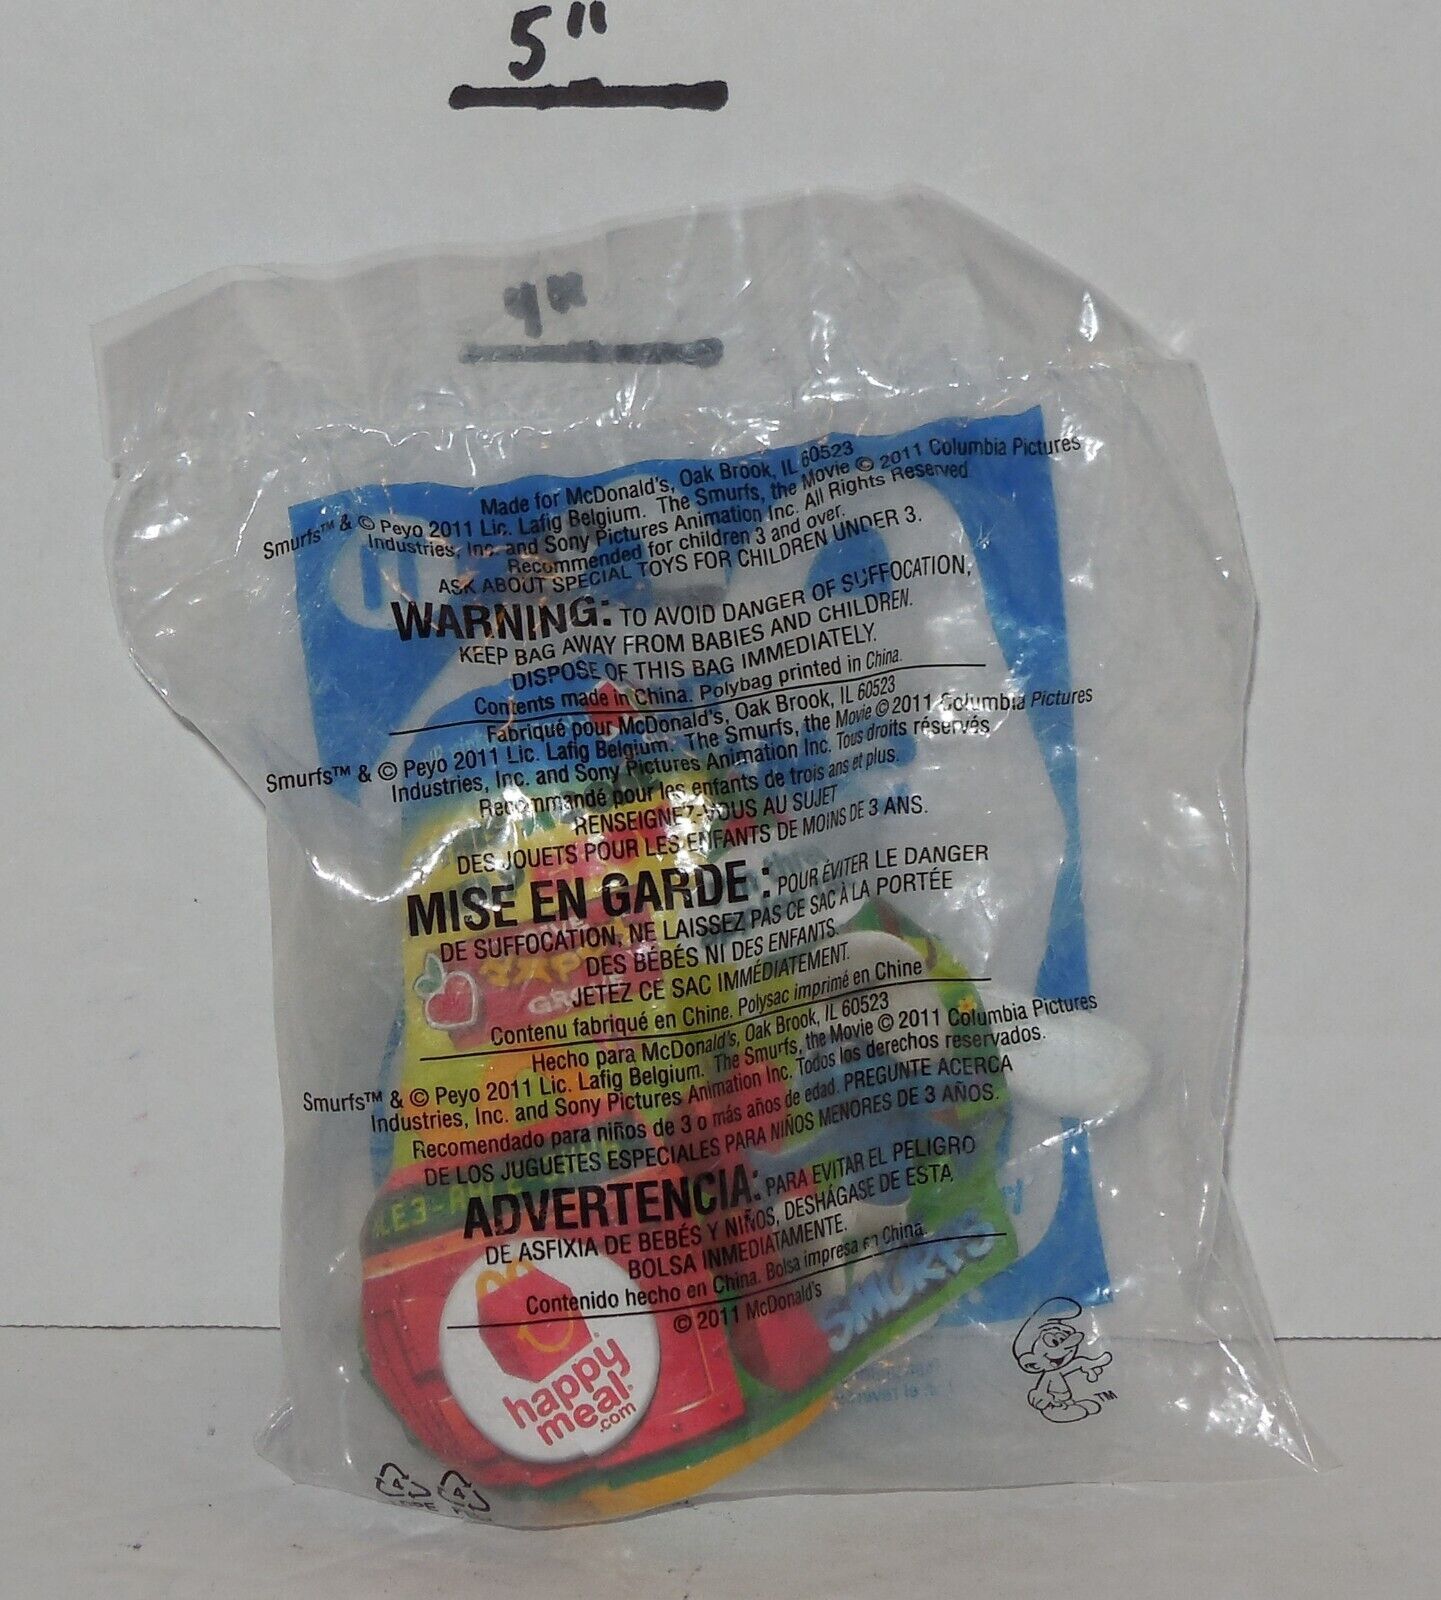 5"
4"
Made for McDonald's, Oak Brook, IL 60523
Smurfs™ & © Peyo 2011 Lic. Lafig Belgium. The Smurfs, the Movie © 2011 Columbia Pictures
Industries, Inc. and Sony Pictures Animation Inc. All Rights Reserved
Recommended for children 3 and over.
ASK ABOUT SPECIAL TOYS FOR CHILDREN UNDER 3.
WARNING: TO AVOID DANGER OF SUFFOCATION,
KEEP BAG AWAY FROM BABIES AND CHILDREN.
DISPOSE OF THIS BAG IMMEDIATELY.
Contents made in China. Polybag printed in China.
Fabriqué pour McDonald's, Oak Brook, IL 60523
Smurfs™ & © Peyo 2011 Lic. Lafig Belgium. The Smurfs, the Movie © 2011 Columbia Pictures
Industries, Inc. and Sony Pictures Animation Inc. Tous droits réservés
Recommandé pour les enfants de trois ans et plus.
RENSEIGNEZ-VOUS AU SUJET
DES JOUETS POUR LES ENFANTS DE MOINS DE 3 ANS.
MISE EN GARDE : POUR ÉVITER LE DANGER
DE SUFFOCATION, NE LAISSEZ PAS CE SAC À LA PORTÉE
DES BÉBÉS NI DES ENFANTS.
JETEZ CE SAC IMMÉDIATEMENT.
Contenu fabriqué en Chine. Polysac imprimé en Chine
Hecho para McDonald's, Oak Brook, IL 60523
Smurfs™ & © Peyo 2011 Lic. Lafig Belgium. The Smurfs, the Movie © 2011 Columbia Pictures
Industries, Inc. and Sony Pictures Animation Inc. Todos los derechos reservados.
Recomendado para niños de 3 o más años de edad. PREGUNTE ACERCA
DE LOS JUGUETES ESPECIALES PARA NIÑOS MENORES DE 3 AÑOS.
ADVERTENCIA: PARA EVITAR EL PELIGRO
DE ASFIXIA DE BEBÉS Y NIÑOS, DESHÁGASE DE ESTA
BOLSA INMEDIATAMENTE.
Contenido hecho en China. Bolsa impresa en China.
© 2011 McDonald's
SMURFS
happy
meal
.com
TM
4
4